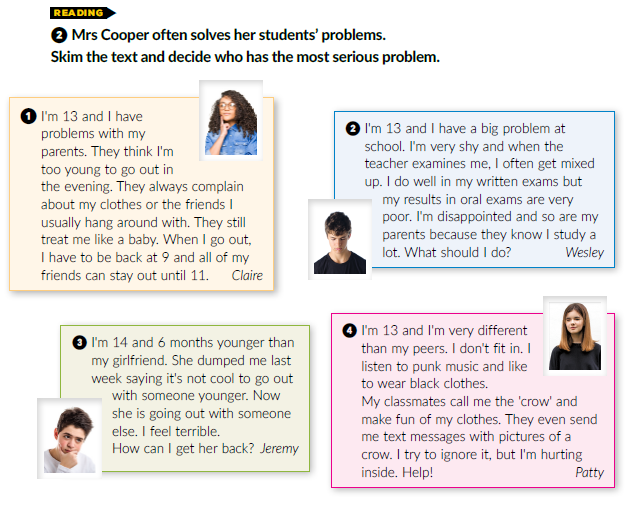 READING
2 Mrs Cooper often solves her students' problems.
Skim the text and decide who has the most serious problem.
1 I'm 13 and I have
problems with my
parents. They think I'm
too young to go out in
the evening. They always complain
about my clothes or the friends I
usually hang around with. They still
treat me like a baby. When I go out,
I have to be back at 9 and all of my
friends can stay out until 11. Claire
2 I'm 13 and I have a big problem at
school. I'm very shy and when the
teacher examines me, I often get mixed
up. I do well in my written exams but
my results in oral exams are very
poor. I'm disappointed and so are my
parents because they know I study a
lot. What should I do? Wesley
3 I'm 14 and 6 months younger than
my girlfriend. She dumped me last
week saying it's not cool to go out
with someone younger. Now
she is going out with someone
else. I feel terrible.
How can I get her back? Jeremy
4 I'm 13 and I'm very different
than my peers. I don't fit in. I
listen to punk music and like
to wear black clothes.
My classmates call me the 'crow' and
make fun of my clothes. They even send
me text messages with pictures of a
crow. I try to ignore it, but I'm hurting
inside. Help! Patty